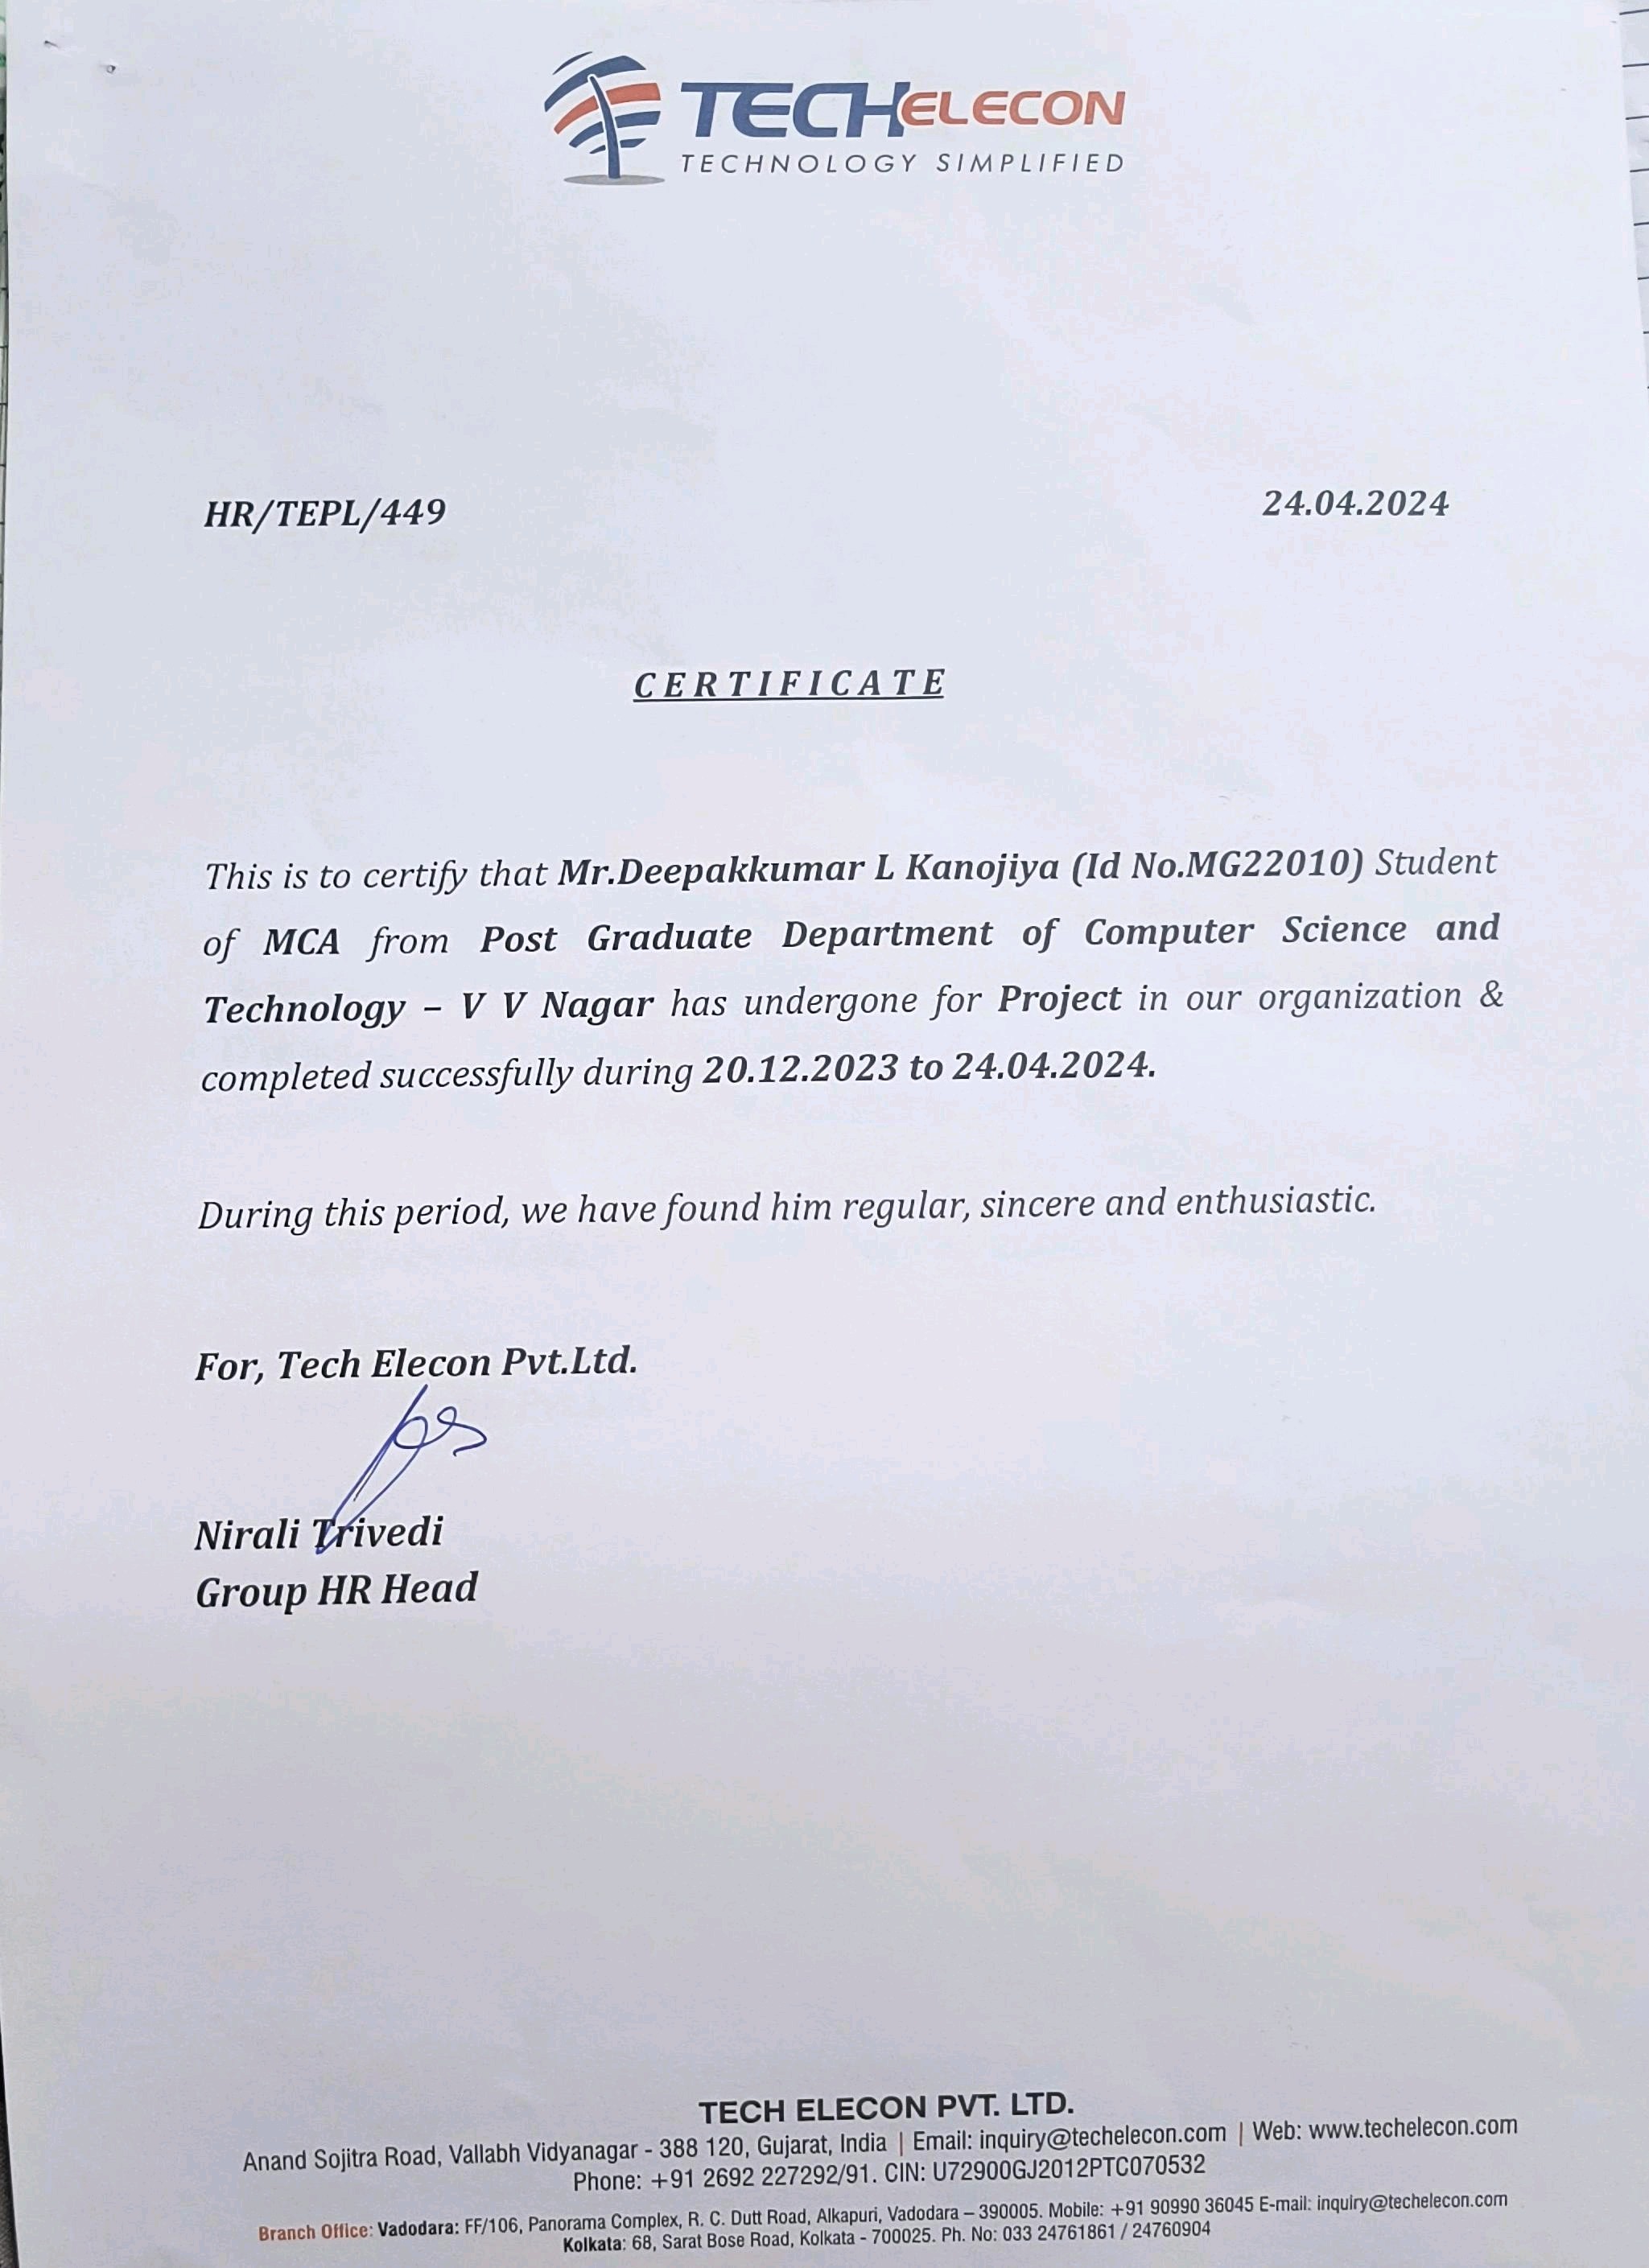 TECHELECON
TECHNOLOGY SIMPLIFIED
HR/TEPL/449 24.04.2024
CERTIFICATE
This is to certify that Mr.Deepakkumar L Kanojiya (Id No.MG22010) Student
of MCA from Post Graduate Department of Computer Science and
Technology – V V Nagar has undergone for Project in our organization &
completed successfully during 20.12.2023 to 24.04.2024.
During this period, we have found him regular, sincere and enthusiastic.
For, Tech Elecon Pvt.Ltd.
Nirali Trivedi
Group HR Head
TECH ELECON PVT. LTD.
Anand Sojitra Road, Vallabh Vidyanagar - 388 120, Gujarat, India | Email: inquiry@techelecon.com | Web: www.techelecon.com
Phone: +91 2692 227292/91. CIN: U72900GJ2012PTC070532
Branch Office: Vadodara: FF/106, Panorama Complex, R. C. Dutt Road, Alkapuri, Vadodara – 390005. Mobile: +91 90990 36045 E-mail: inquiry@techelecon.com
Kolkata: 68, Sarat Bose Road, Kolkata - 700025. Ph. No: 033 24761861 / 24760904